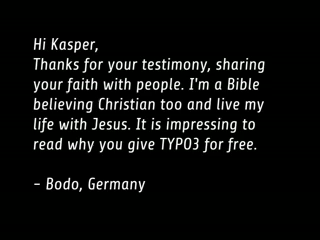 Hi Kasper,
Thanks for your testimony, sharing
your faith with people. I'm a Bible
believing Christian too and live my
life with Jesus. It is impressing to
read why you give TYPO3 for free.
– Bodo, Germany